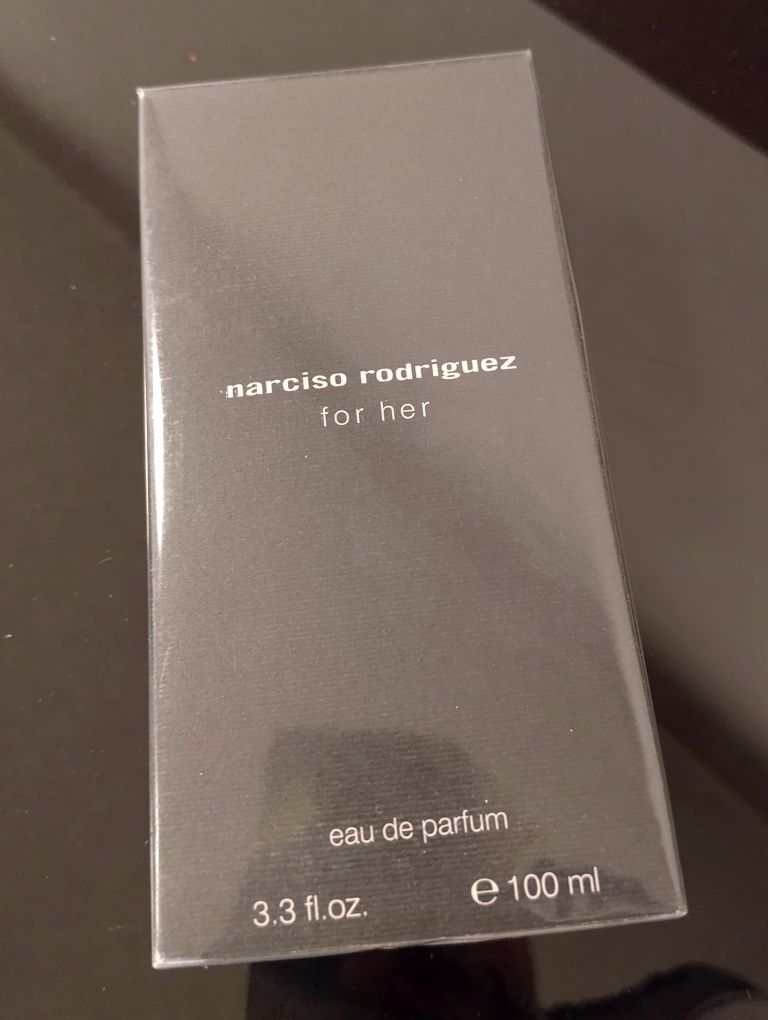 narciso rodriguez
for her
eau de parfum
3.3 fl.oz. ℮ 100 ml